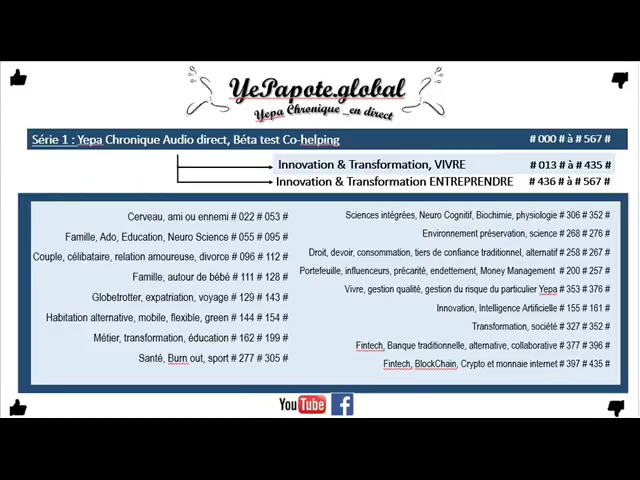 YePapote.global
Yepa Chronique _en direct
Série 1 : Yepa Chronique Audio direct, Béta test Co-helping # 000 # à # 567 #
Innovation & Transformation, VIVRE # 013 # à # 435 #
Innovation & Transformation ENTREPRENDRE # 436 # à # 567 #
Cerveau, ami ou ennemi # 022 # 053 #
Famille, Ado, Education, Neuro Science # 055 # 095 #
Couple, célibataire, relation amoureuse, divorce # 096 # 112 #
Famille, autour de bébé # 111 # 128 #
Globetrotter, expatriation, voyage # 129 # 143 #
Habitation alternative, mobile, flexible, green # 144 # 154 #
Métier, transformation, éducation # 162 # 199 #
Santé, Burn out, sport # 277 # 305 #
Sciences intégrées, Neuro Cognitif, Biochimie, physiologie # 306 # 352 #
Environnement préservation, science # 268 # 276 #
Droit, devoir, consommation, tiers de confiance traditionnel, alternatif # 258 # 267 #
Portefeuille, influenceurs, précarité, endettement, Money Management # 200 # 257 #
Vivre, gestion qualité, gestion du risque du particulier Yepa # 353 # 376 #
Innovation, Intelligence Artificielle # 155 # 161 #
Transformation, société # 327 # 352 #
Fintech, Banque traditionnelle, alternative, collaborative # 377 # 396 #
Fintech, BlockChain, Crypto et monnaie internet # 397 # 435 #
YouTube f